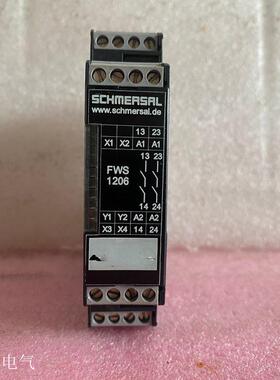 SCHMERSAL
www.schmersal.de
13 23
X1 X2 A1 A1
13 23
FWS
1206
14 24
Y1 Y2 A2 A2
X3 X4 14 24
电气